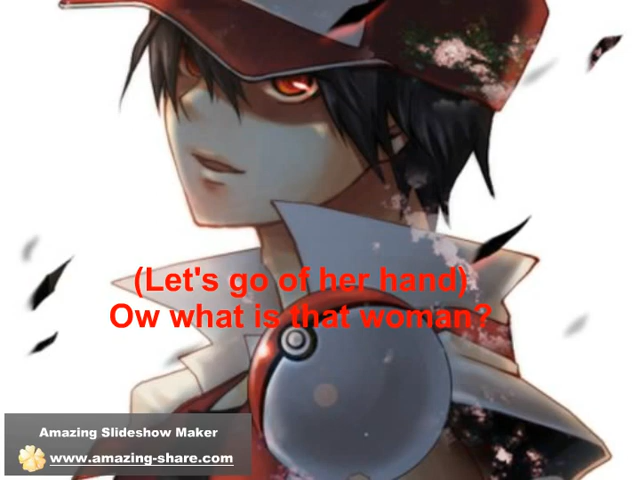 (Let's go of her hand)
Ow what is that woman?
Amazing Slideshow Maker
www.amazing-share.com